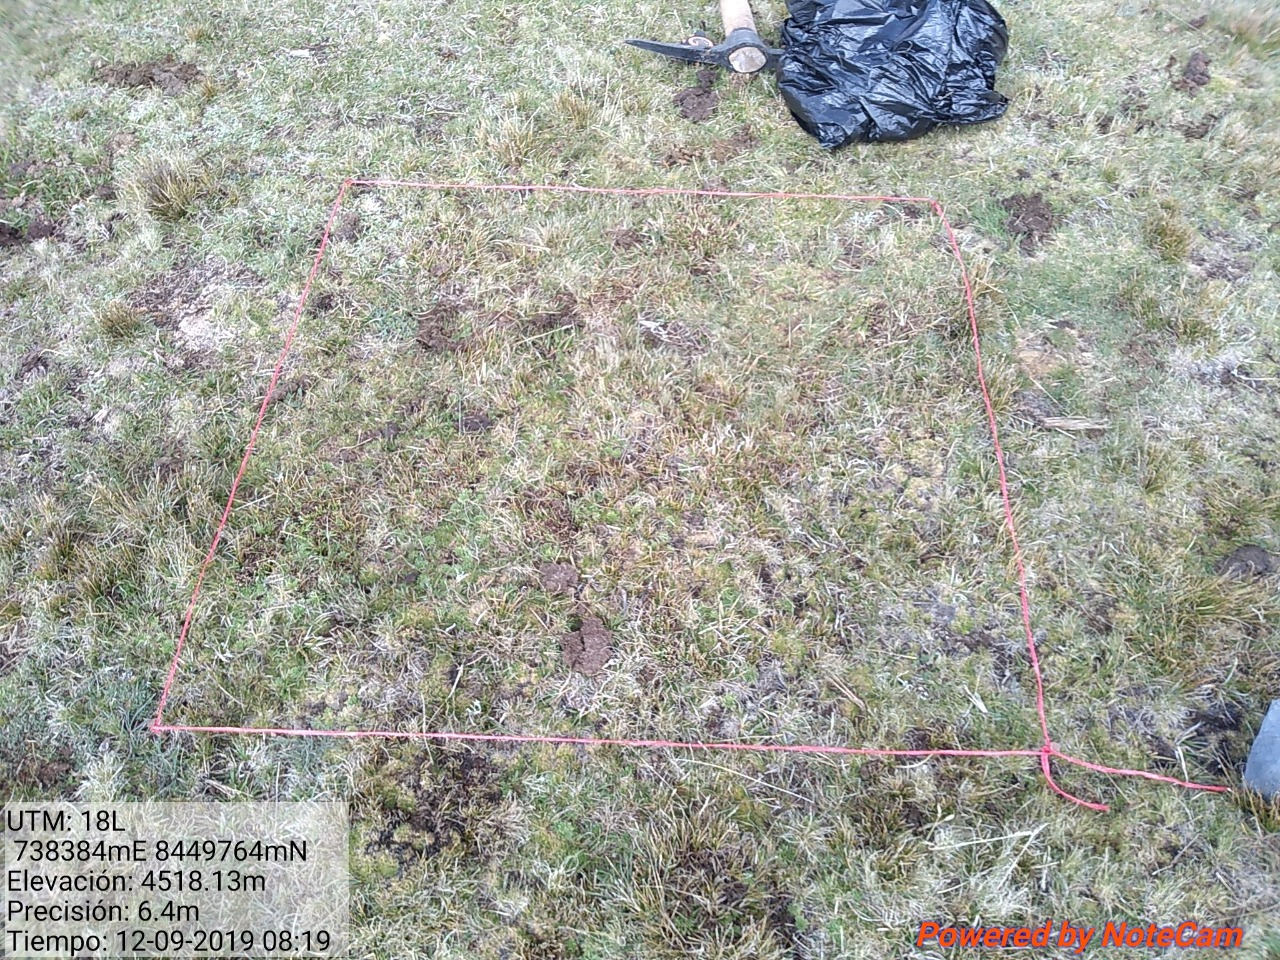 UTM: 18L
738384mE 8449764mN
Elevación: 4518.13m
Precisión: 6.4m
Tiempo: 12-09-2019 08:19
Powered by NoteCam